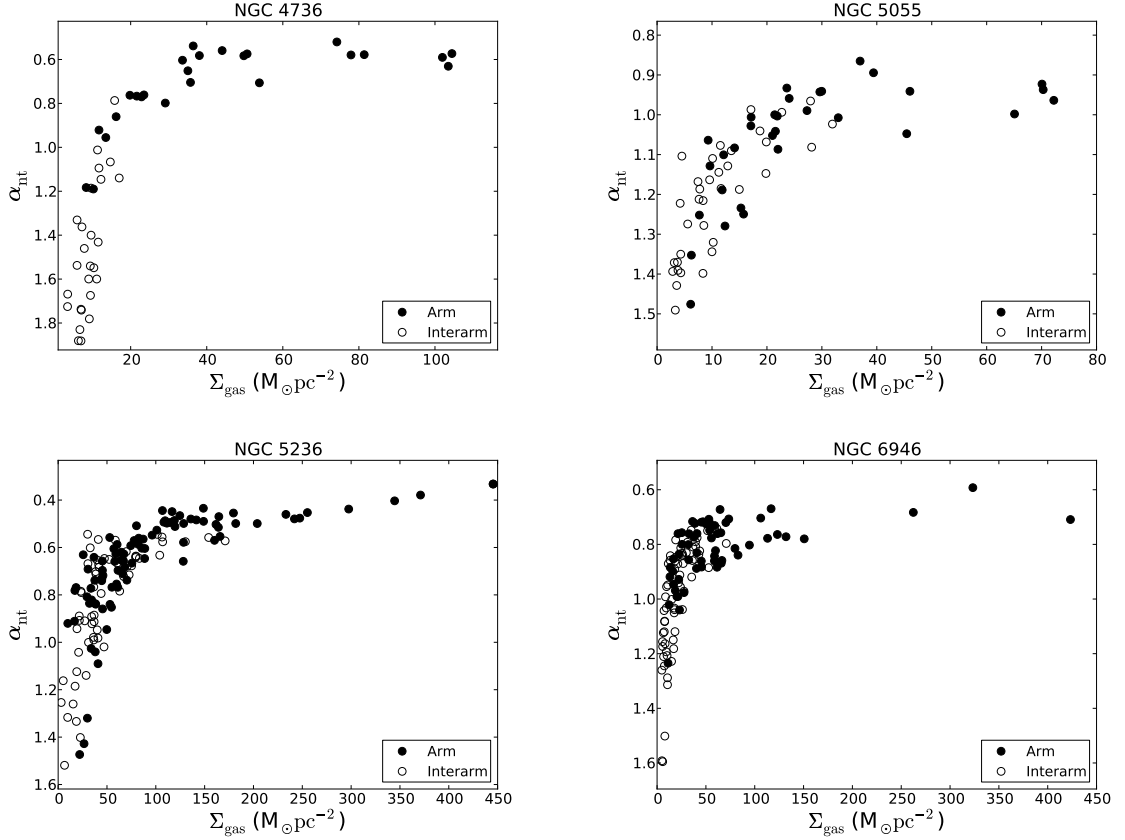 NGC 4736
0.6
0.8
1.0
1.2
1.4
1.6
1.8
α_nt
20 40 60 80 100
Σ_gas (M_⊙pc⁻²)
Arm
Interarm
NGC 5055
0.8
0.9
1.0
1.1
1.2
1.3
1.4
1.5
α_nt
0 10 20 30 40 50 60 70 80
Σ_gas (M_⊙pc⁻²)
Arm
Interarm
NGC 5236
0.4
0.6
0.8
1.0
1.2
1.4
1.6
α_nt
0 50 100 150 200 250 300 350 400 450
Σ_gas (M_⊙pc⁻²)
Arm
Interarm
NGC 6946
0.6
0.8
1.0
1.2
1.4
1.6
α_nt
0 50 100 150 200 250 300 350 400 450
Σ_gas (M_⊙pc⁻²)
Arm
Interarm